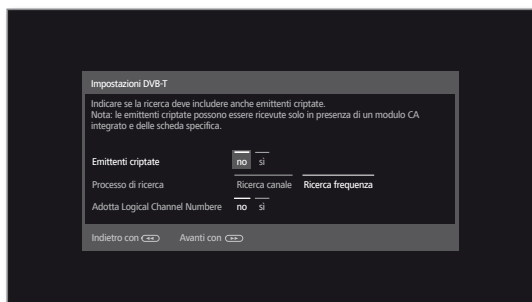 Impostazioni DVB-T
Indicare se la ricerca deve includere anche emittenti criptate.
Nota: le emittenti criptate possono essere ricevute solo in presenza di un modulo CA
integrato e delle scheda specifica.
Emittenti criptate no sì
Processo di ricerca Ricerca canale Ricerca frequenza
Adotta Logical Channel Numbere no sì
Indietro con Avanti con